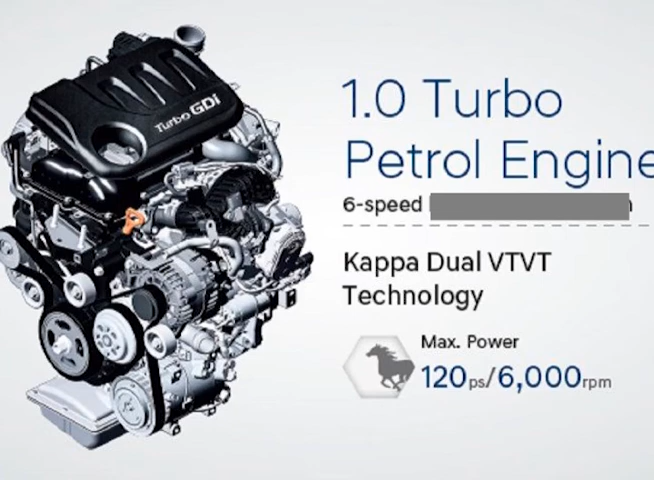 Turbo GDi
1.0 Turbo
Petrol Engine
6-speed
Kappa Dual VTVT
Technology
Max. Power
120ps/6,000rpm